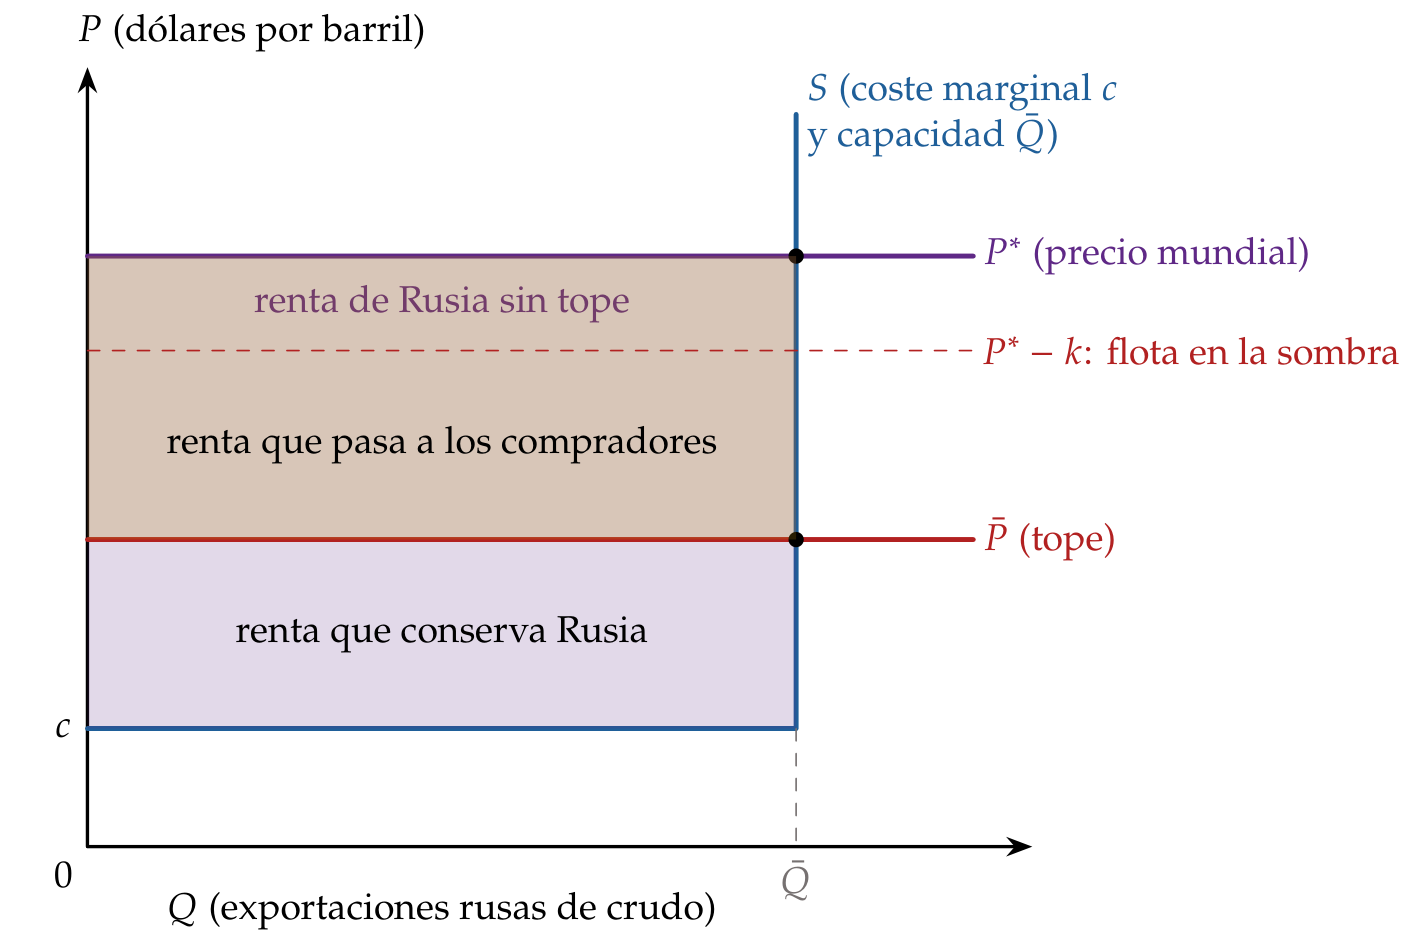 P (dólares por barril)
S (coste marginal c
y capacidad Q̄)
P* (precio mundial)
renta de Rusia sin tope
P* − k: flota en la sombra
renta que pasa a los compradores
P̄ (tope)
renta que conserva Rusia
c
0
Q̄
Q (exportaciones rusas de crudo)